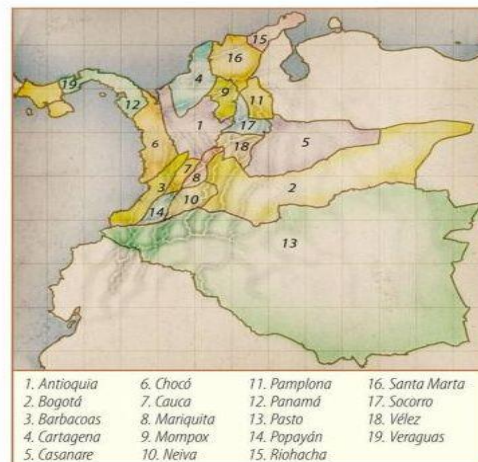 15
16
19
4
12
9
11
17
1
6
18
5
7
8
2
3
10
14
13
1. Antioquia
2. Bogotá
3. Barbacoas
4. Cartagena
5. Casanare
6. Chocó
7. Cauca
8. Mariquita
9. Mompox
10. Neiva
11. Pamplona
12. Panamá
13. Pasto
14. Popayán
15. Riohacha
16. Santa Marta
17. Socorro
18. Vélez
19. Veraguas